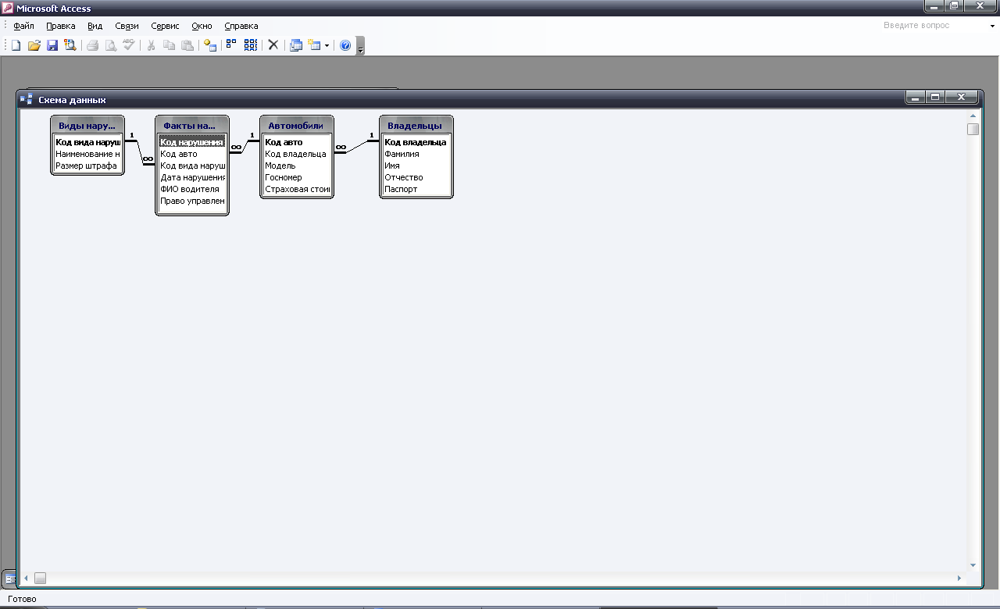 Microsoft Access
Файл Правка Вид Связи Сервис Окно Справка
Введите вопрос
Схема данных
Виды нару...
Код вида наруш
Наименование н
Размер штрафа
1
∞
Факты на...
Код нарушения
Код авто
Код вида наруш
Дата нарушения
ФИО водителя
Право управлен
∞
1
Автомобили
Код авто
Код владельца
Модель
Госномер
Страховая стои
∞
1
Владельцы
Код владельца
Фамилия
Имя
Отчество
Паспорт
Готово